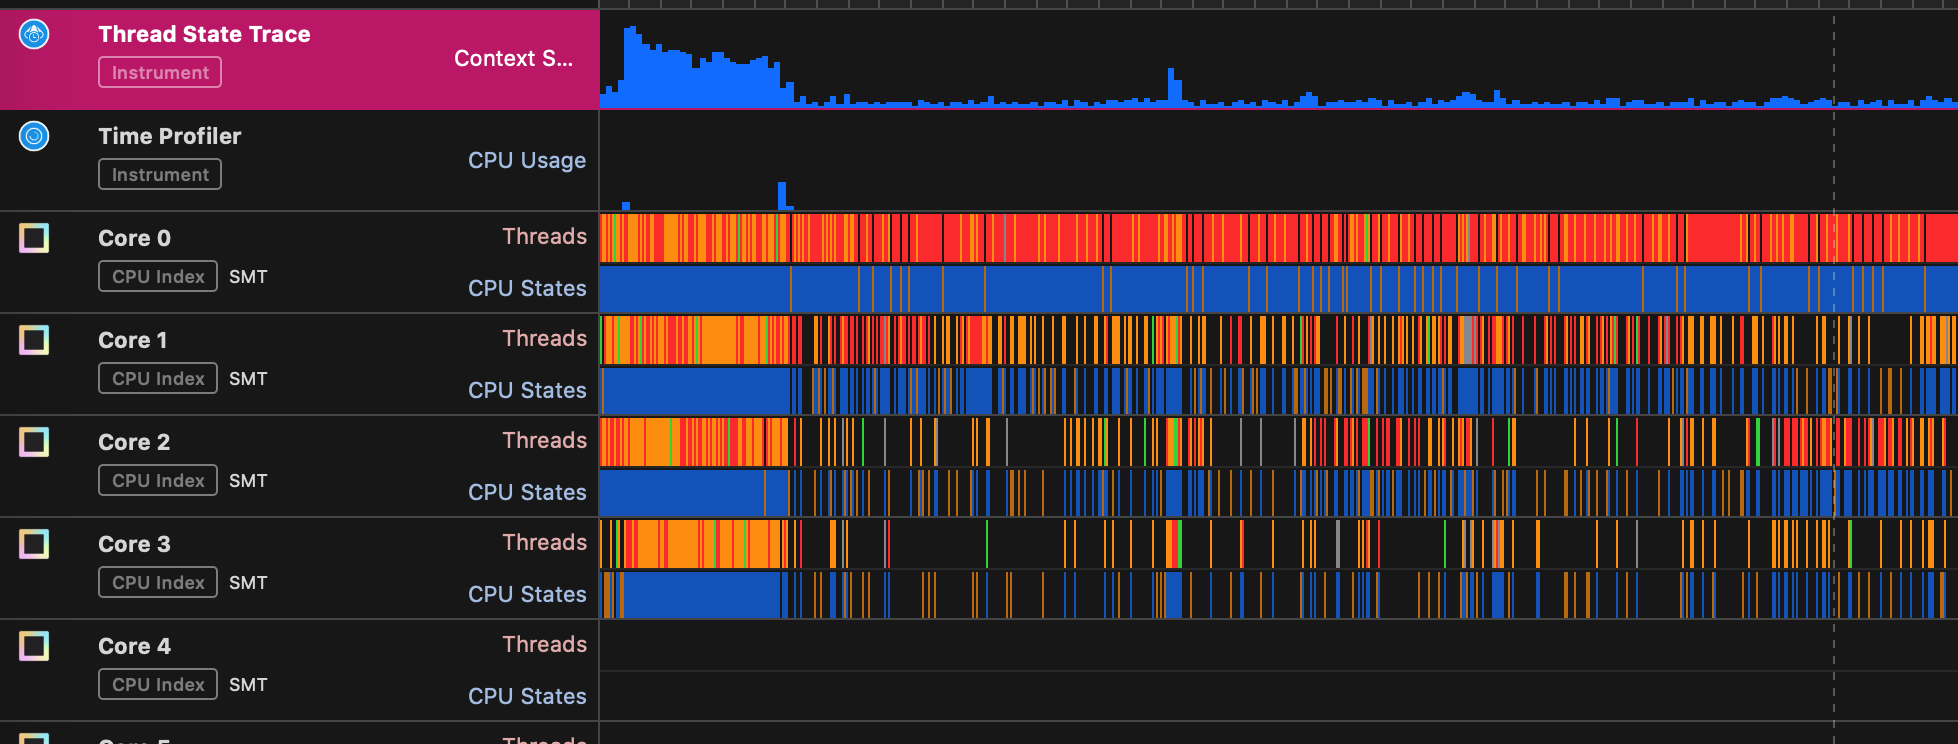 Thread State Trace
Instrument
Context S...
Time Profiler
Instrument
CPU Usage
Core 0
CPU Index SMT
Threads
CPU States
Core 1
CPU Index SMT
Threads
CPU States
Core 2
CPU Index SMT
Threads
CPU States
Core 3
CPU Index SMT
Threads
CPU States
Core 4
CPU Index SMT
Threads
CPU States
Core 5
Threads